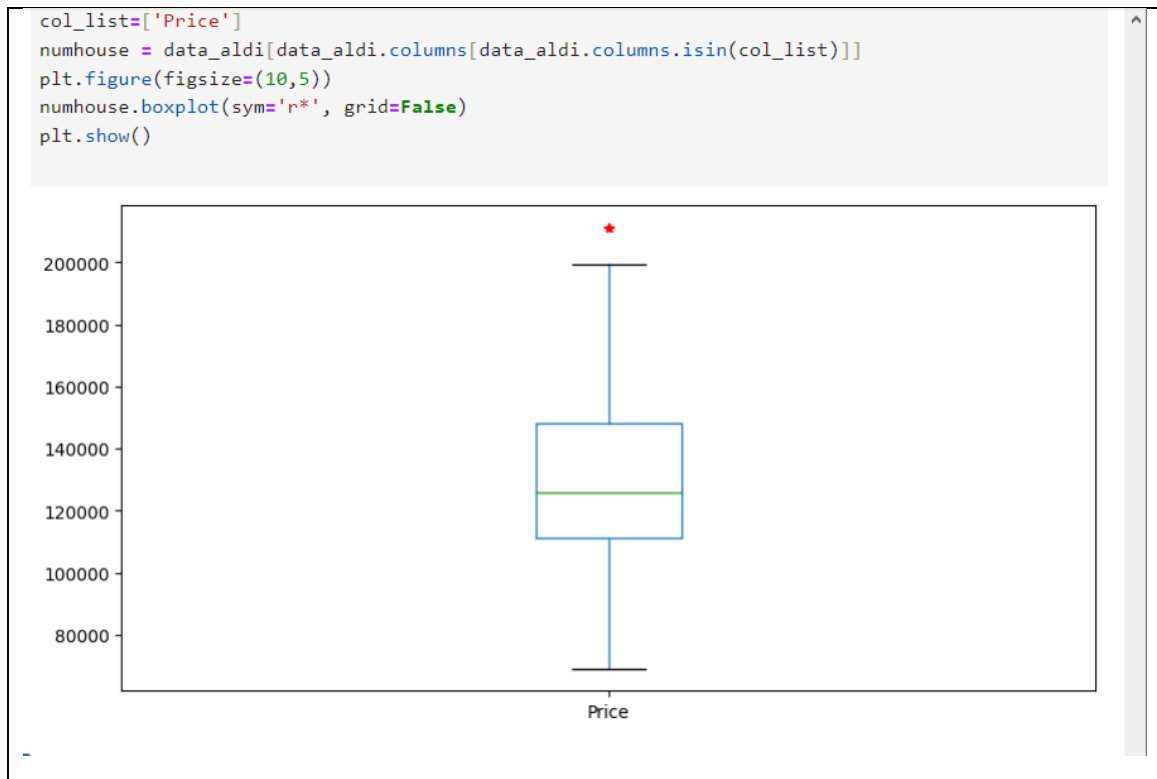 col_list=['Price']
numhouse = data_aldi[data_aldi.columns[data_aldi.columns.isin(col_list)]]
plt.figure(figsize=(10,5))
numhouse.boxplot(sym='r*', grid=False)
plt.show()
200000
180000
160000
140000
120000
100000
80000
Price